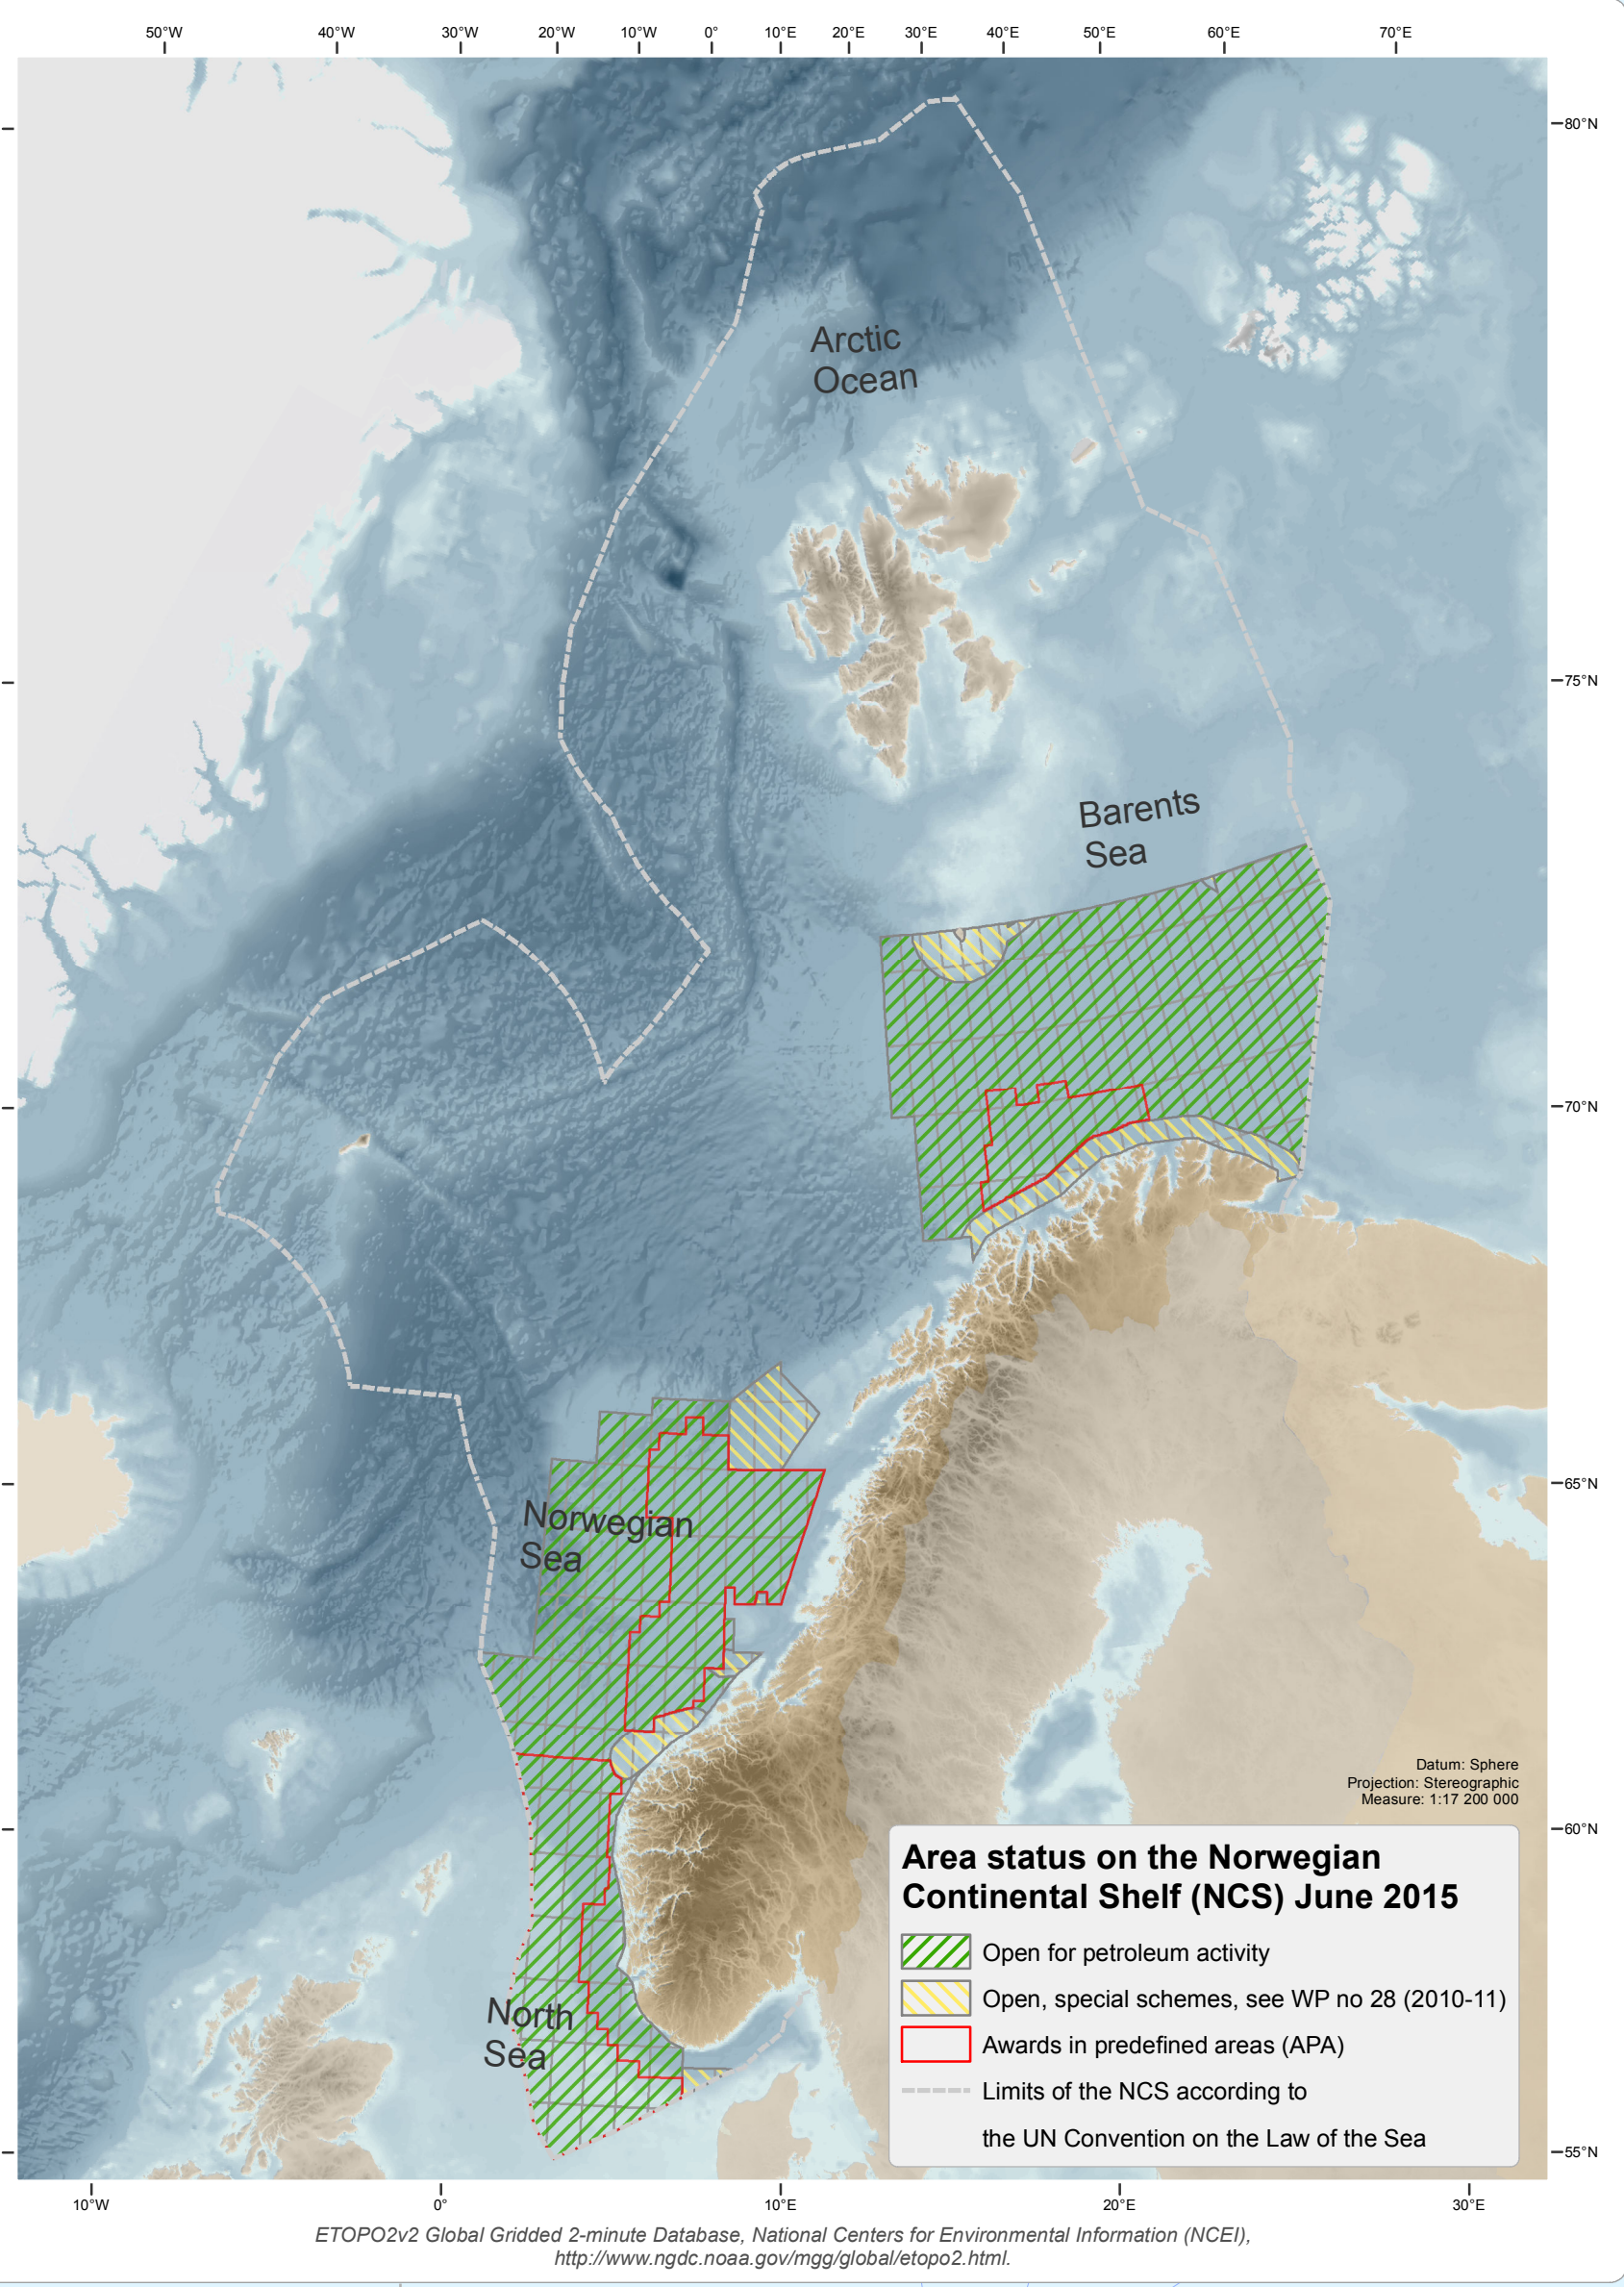 50°W 40°W 30°W 20°W 10°W 0° 10°E 20°E 30°E 40°E 50°E 60°E 70°E
80°N
Arctic
Ocean
75°N
Barents
Sea
70°N
65°N
Norwegian
Sea
Datum: Sphere
Projection: Stereographic
Measure: 1:17 200 000
60°N
Area status on the Norwegian
Continental Shelf (NCS) June 2015
Open for petroleum activity
Open, special schemes, see WP no 28 (2010-11)
North
Sea
Awards in predefined areas (APA)
Limits of the NCS according to
the UN Convention on the Law of the Sea
55°N
10°W 0° 10°E 20°E 30°E
ETOPO2v2 Global Gridded 2-minute Database, National Centers for Environmental Information (NCEI),
http://www.ngdc.noaa.gov/mgg/global/etopo2.html.